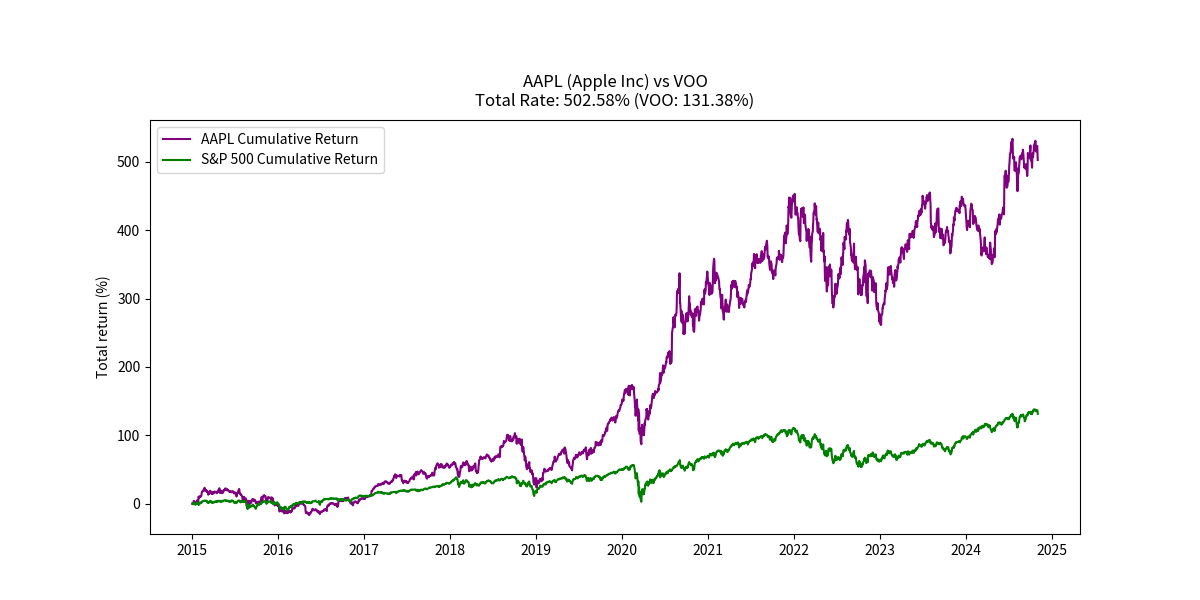 AAPL (Apple Inc) vs VOO
Total Rate: 502.58% (VOO: 131.38%)
AAPL Cumulative Return
S&P 500 Cumulative Return
Total return (%)
500
400
300
200
100
0
2015 2016 2017 2018 2019 2020 2021 2022 2023 2024 2025